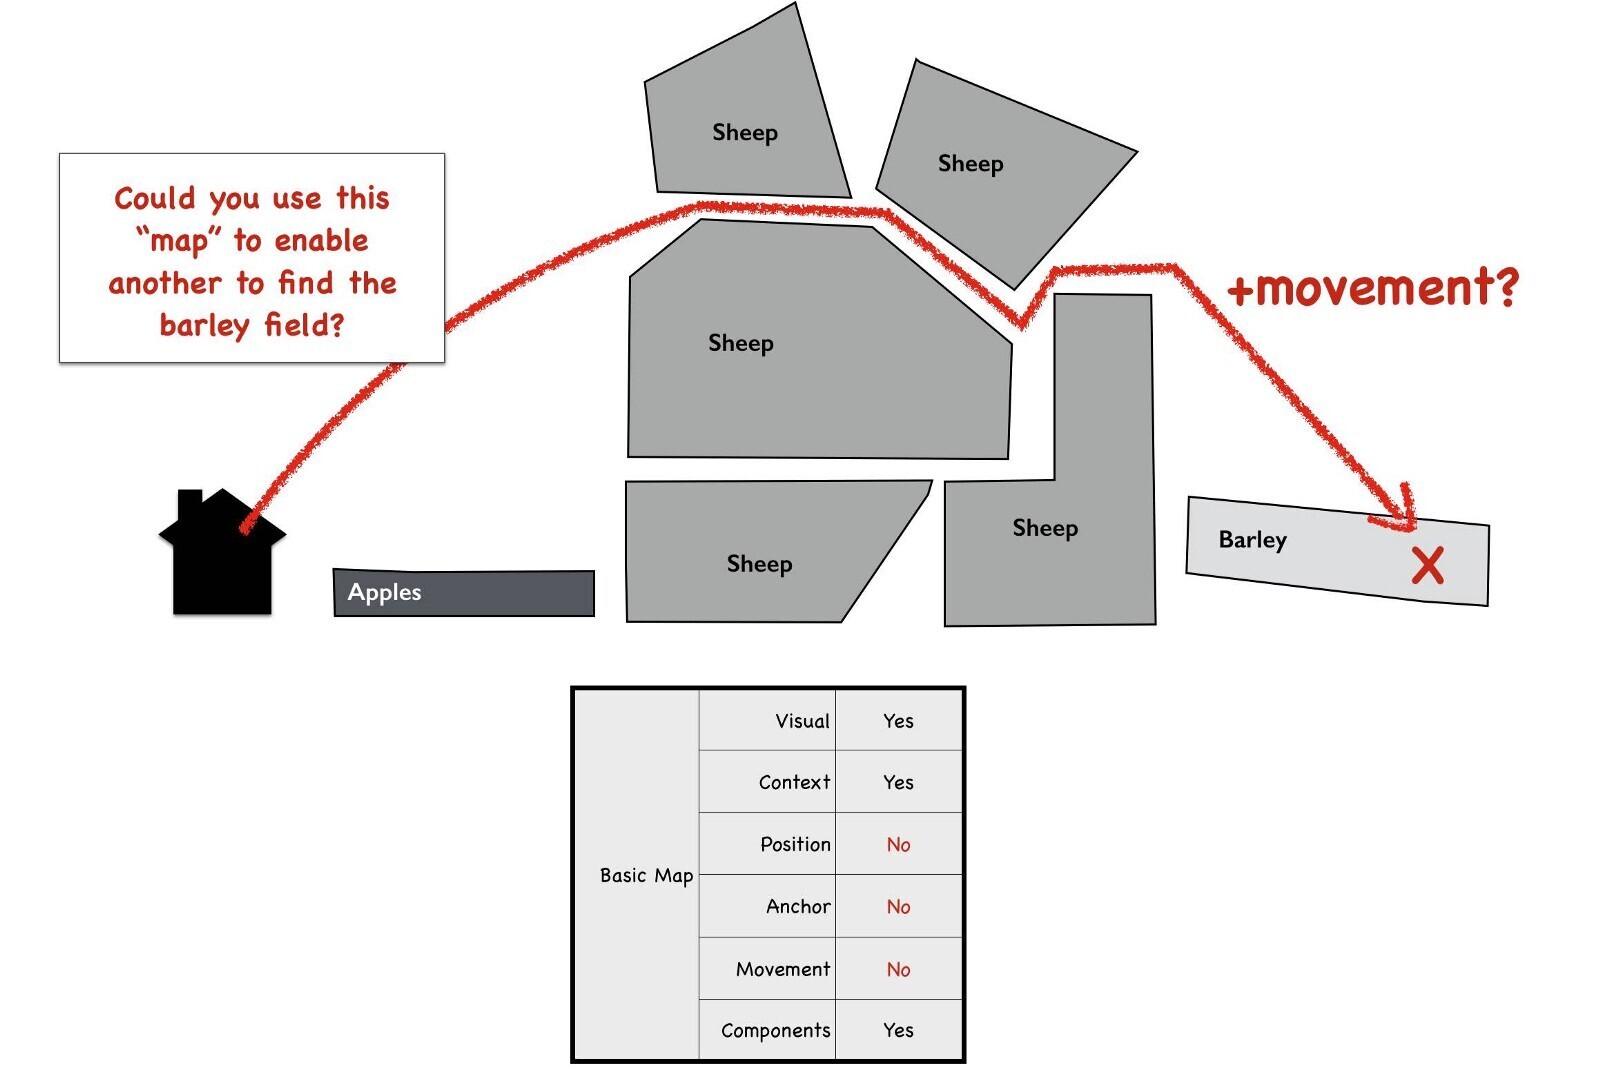 Sheep
Sheep
Could you use this
“map” to enable
another to find the
barley field?
+movement?
Sheep
Sheep
Sheep
Barley
X
Apples
Basic Map
Visual Yes
Context Yes
Position No
Anchor No
Movement No
Components Yes